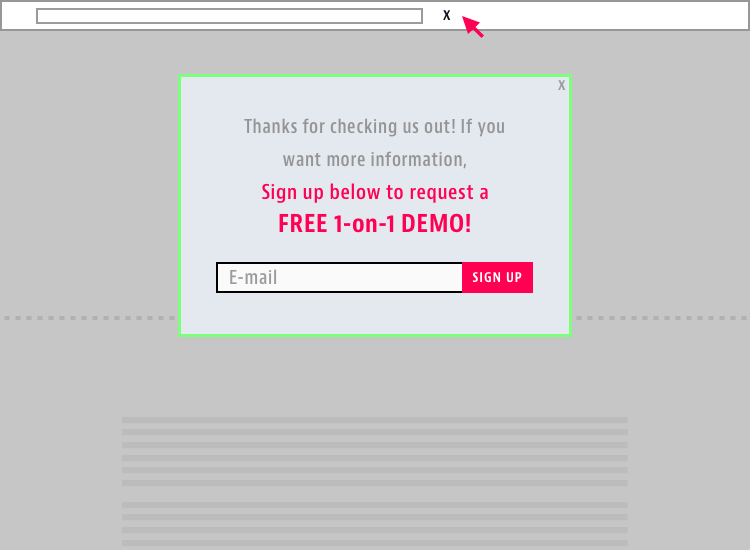 X
X
Thanks for checking us out! If you
want more information,
Sign up below to request a
FREE 1-on-1 DEMO!
E-mail
SIGN UP